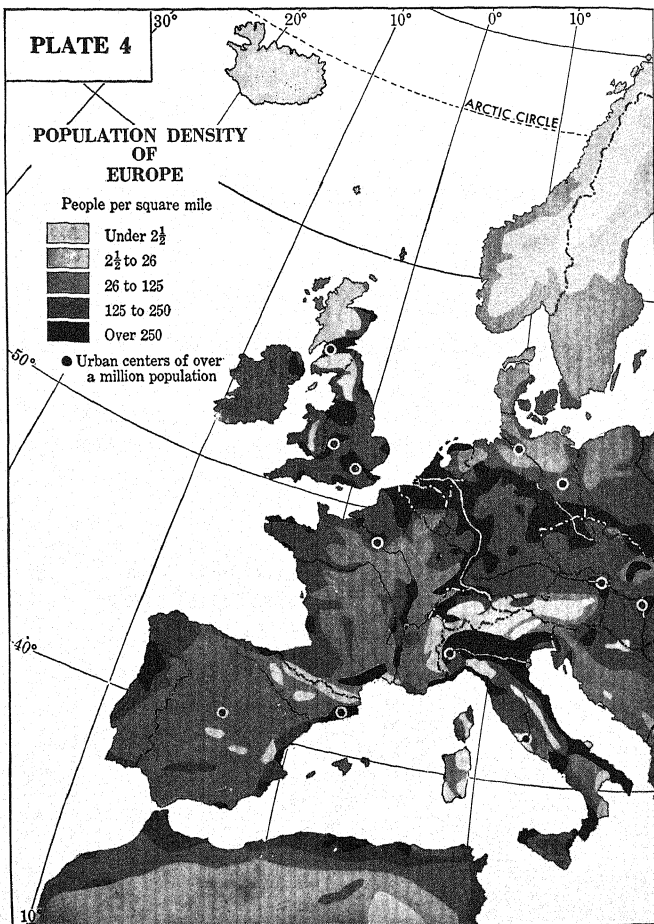 30°
20°
10°
0°
10°
PLATE 4
ARCTIC CIRCLE
POPULATION DENSITY
OF
EUROPE
People per square mile
Under 2½
2½ to 26
26 to 125
125 to 250
Over 250
Urban centers of over
a million population
50°
40°
10°